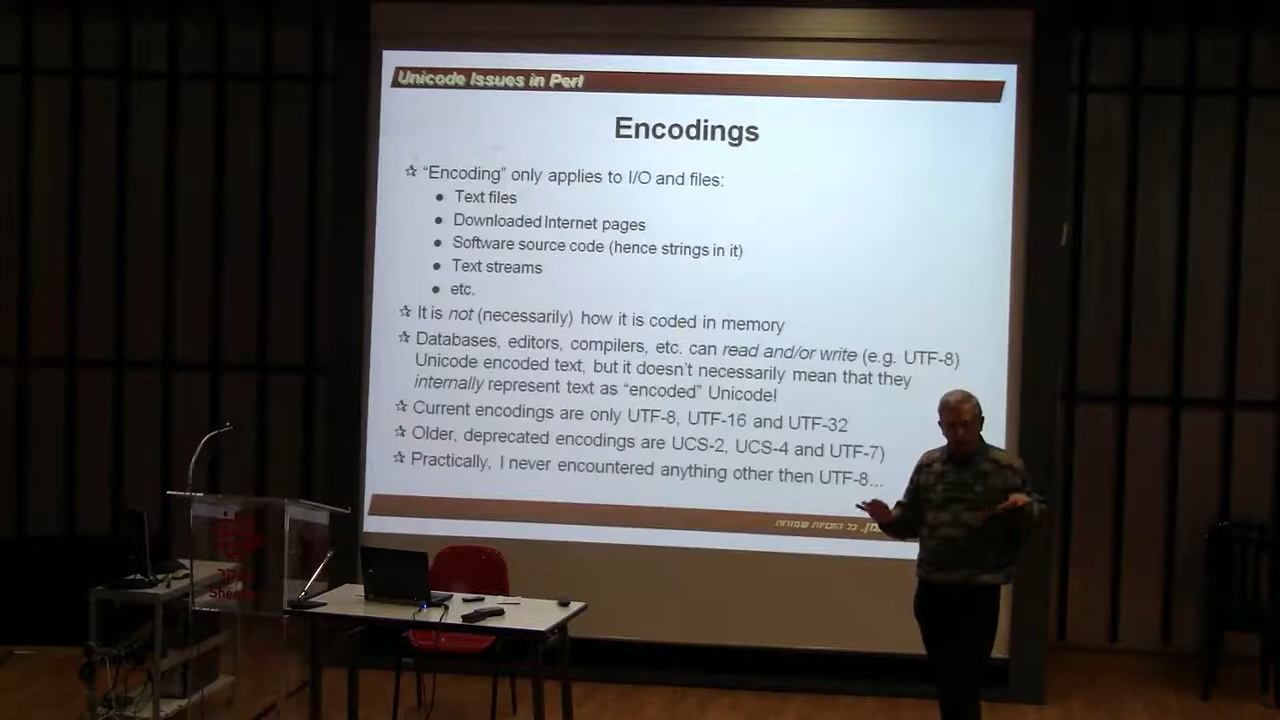 Unicode Issues in Perl
Encodings
“Encoding” only applies to I/O and files:
Text files
Downloaded Internet pages
Software source code (hence strings in it)
Text streams
etc.
It is not (necessarily) how it is coded in memory
Databases, editors, compilers, etc. can read and/or write (e.g. UTF-8)
Unicode encoded text, but it doesn’t necessarily mean that they
internally represent text as “encoded” Unicode!
Current encodings are only UTF-8, UTF-16 and UTF-32
Older, deprecated encodings are UCS-2, UCS-4 and UTF-7)
Practically, I never encountered anything other then UTF-8...
כל הזכויות שמורות